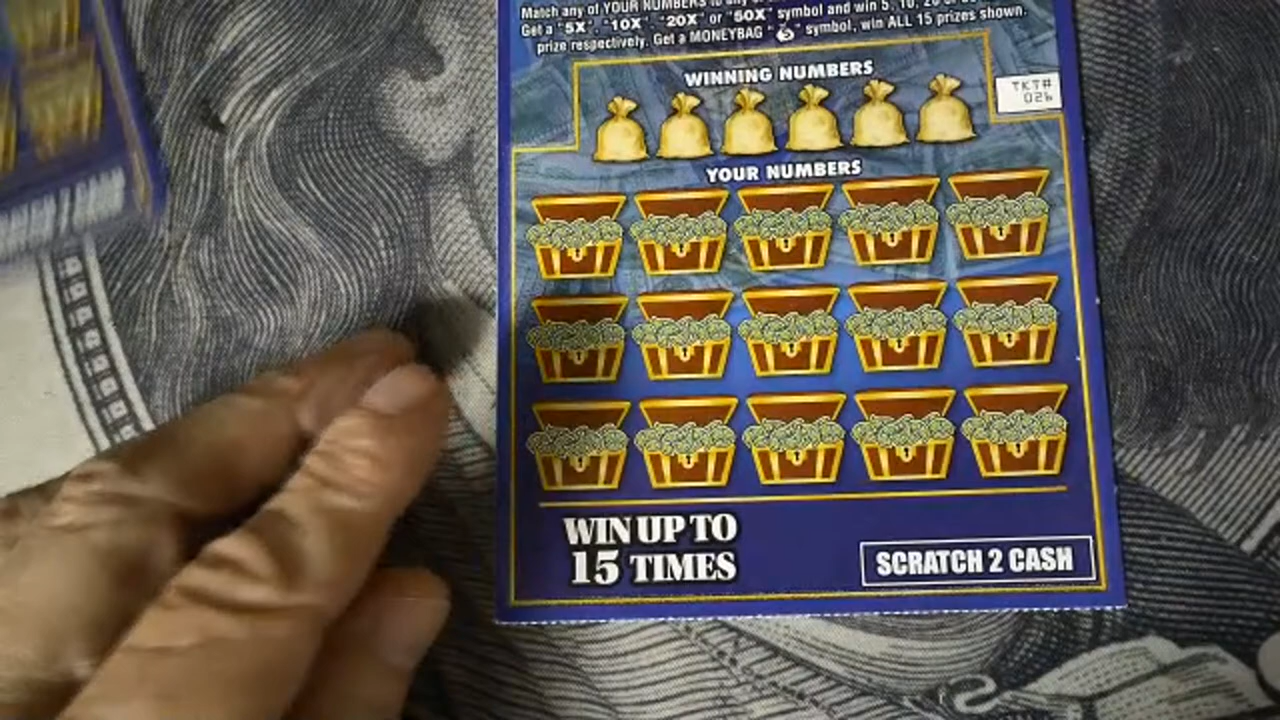 Match any of YOUR NUMBERS to any of
Get a "5X", "10X", "20X" or "50X" symbol and win 5, 10, 20 or
prize respectively. Get a MONEYBAG " " symbol, win ALL 15 prizes shown.
WINNING NUMBERS
TKT#
026
YOUR NUMBERS
WIN UP TO
15 TIMES
SCRATCH 2 CASH